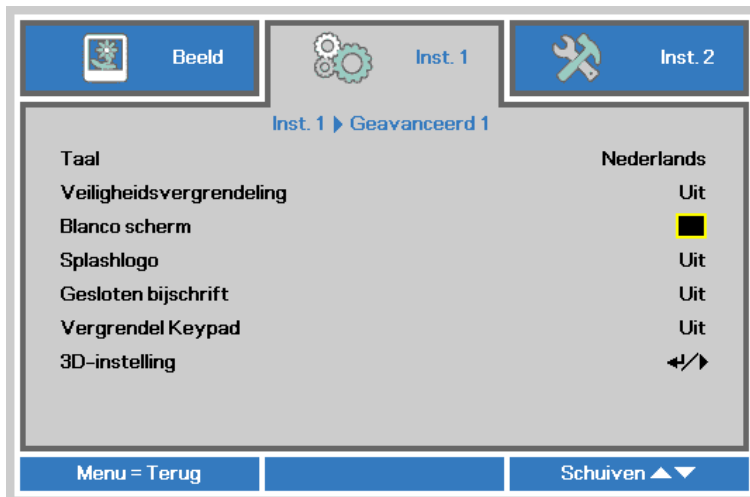 Beeld
Inst. 1
Inst. 2
Inst. 1 ▶ Geavanceerd 1
Taal Nederlands
Veiligheidsvergrendeling Uit
Blanco scherm
Splashlogo Uit
Gesloten bijschrift Uit
Vergrendel Keypad Uit
3D-instelling ↵/▶
Menu = Terug
Schuiven ▲▼